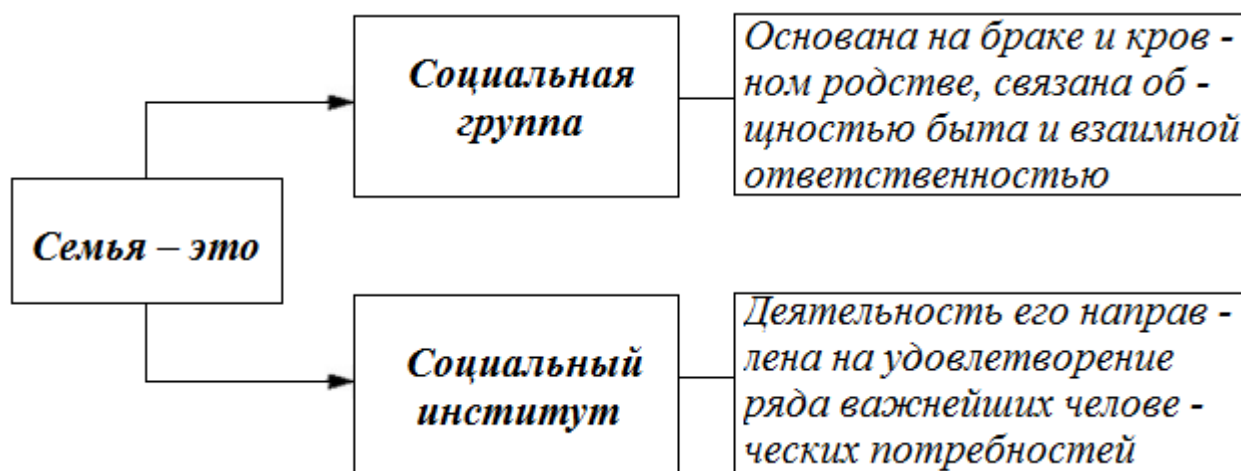 Семья – это
Социальная
группа
Основана на браке и кров -
ном родстве, связана об -
щностью быта и взаимной
ответственностью
Социальный
институт
Деятельность его направ -
лена на удовлетворение
ряда важнейших челове -
ческих потребностей